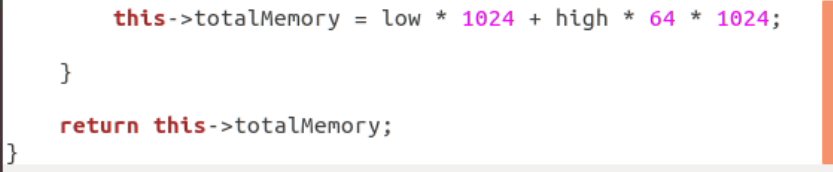 this->totalMemory = low * 1024 + high * 64 * 1024;
}
return this->totalMemory;
}